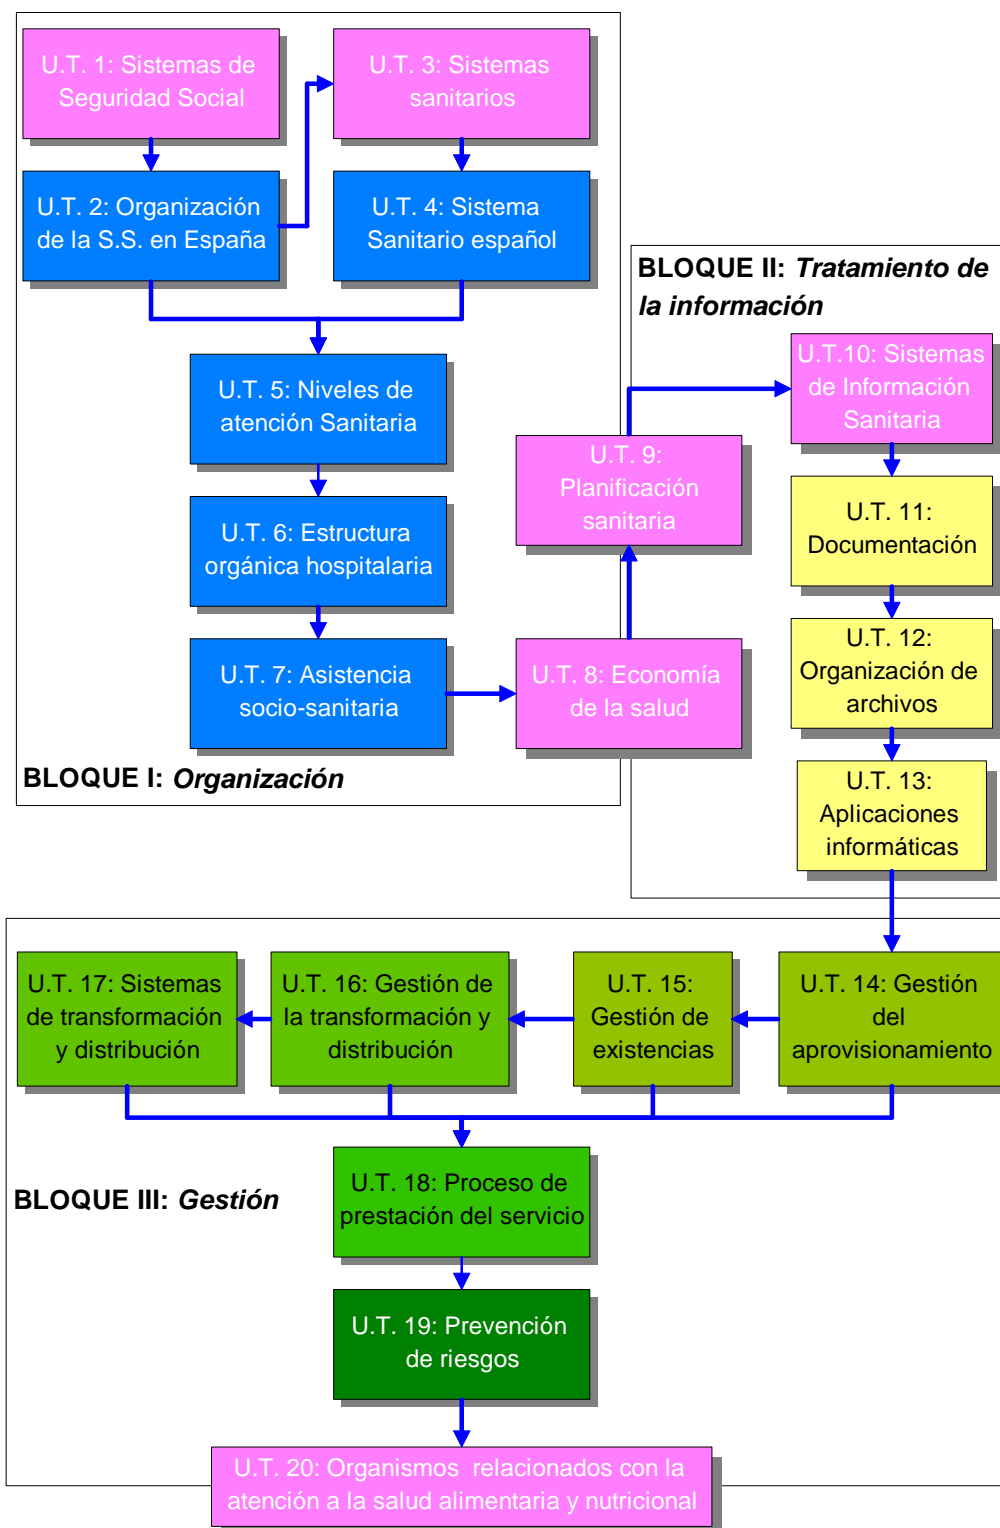 U.T. 1: Sistemas de
Seguridad Social
U.T. 3: Sistemas
sanitarios
U.T. 2: Organización
de la S.S. en España
U.T. 4: Sistema
Sanitario español
BLOQUE II: Tratamiento de
la información
U.T. 5: Niveles de
atención Sanitaria
U.T.10: Sistemas
de Información
Sanitaria
U.T. 9:
Planificación
sanitaria
U.T. 6: Estructura
orgánica hospitalaria
U.T. 11:
Documentación
U.T. 7: Asistencia
socio-sanitaria
U.T. 8: Economía
de la salud
U.T. 12:
Organización de
archivos
BLOQUE I: Organización
U.T. 13:
Aplicaciones
informáticas
U.T. 17: Sistemas
de transformación
y distribución
U.T. 16: Gestión de
la transformación y
distribución
U.T. 15:
Gestión de
existencias
U.T. 14: Gestión
del
aprovisionamiento
BLOQUE III: Gestión
U.T. 18: Proceso de
prestación del servicio
U.T. 19: Prevención
de riesgos
U.T. 20: Organismos relacionados con la
atención a la salud alimentaria y nutricional